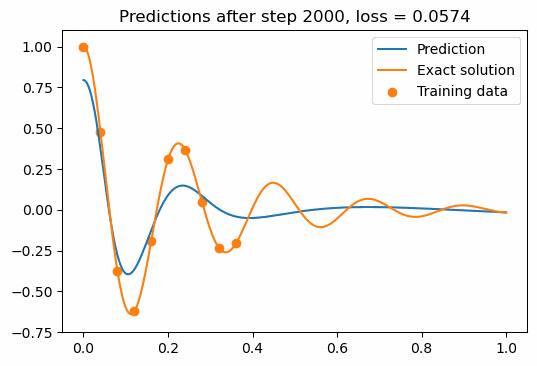 Predictions after step 2000, loss = 0.0574
1.00
0.75
0.50
0.25
0.00
−0.25
−0.50
−0.75
Prediction
Exact solution
Training data
0.0 0.2 0.4 0.6 0.8 1.0